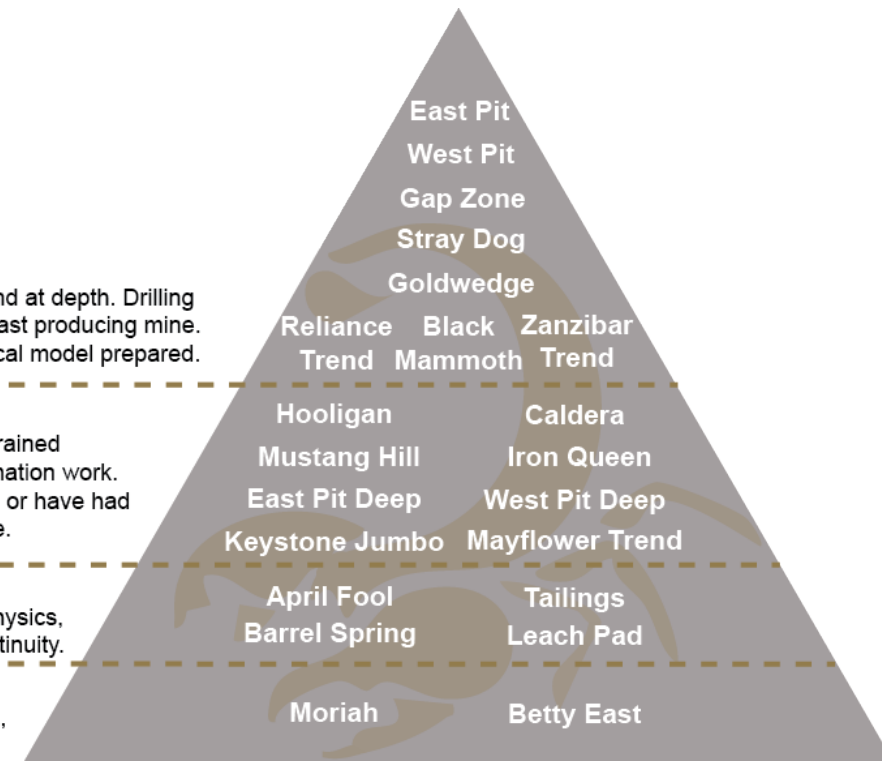 East Pit
West Pit
Gap Zone
Stray Dog
Goldwedge
nd at depth. Drilling
ast producing mine.
cal model prepared.
Reliance Trend
Black Mammoth
Zanzibar Trend
rained
nation work.
or have had
e.
Hooligan
Caldera
Mustang Hill
Iron Queen
East Pit Deep
West Pit Deep
Keystone Jumbo
Mayflower Trend
hysics,
tinuity.
April Fool
Tailings
Barrel Spring
Leach Pad
,
Moriah
Betty East